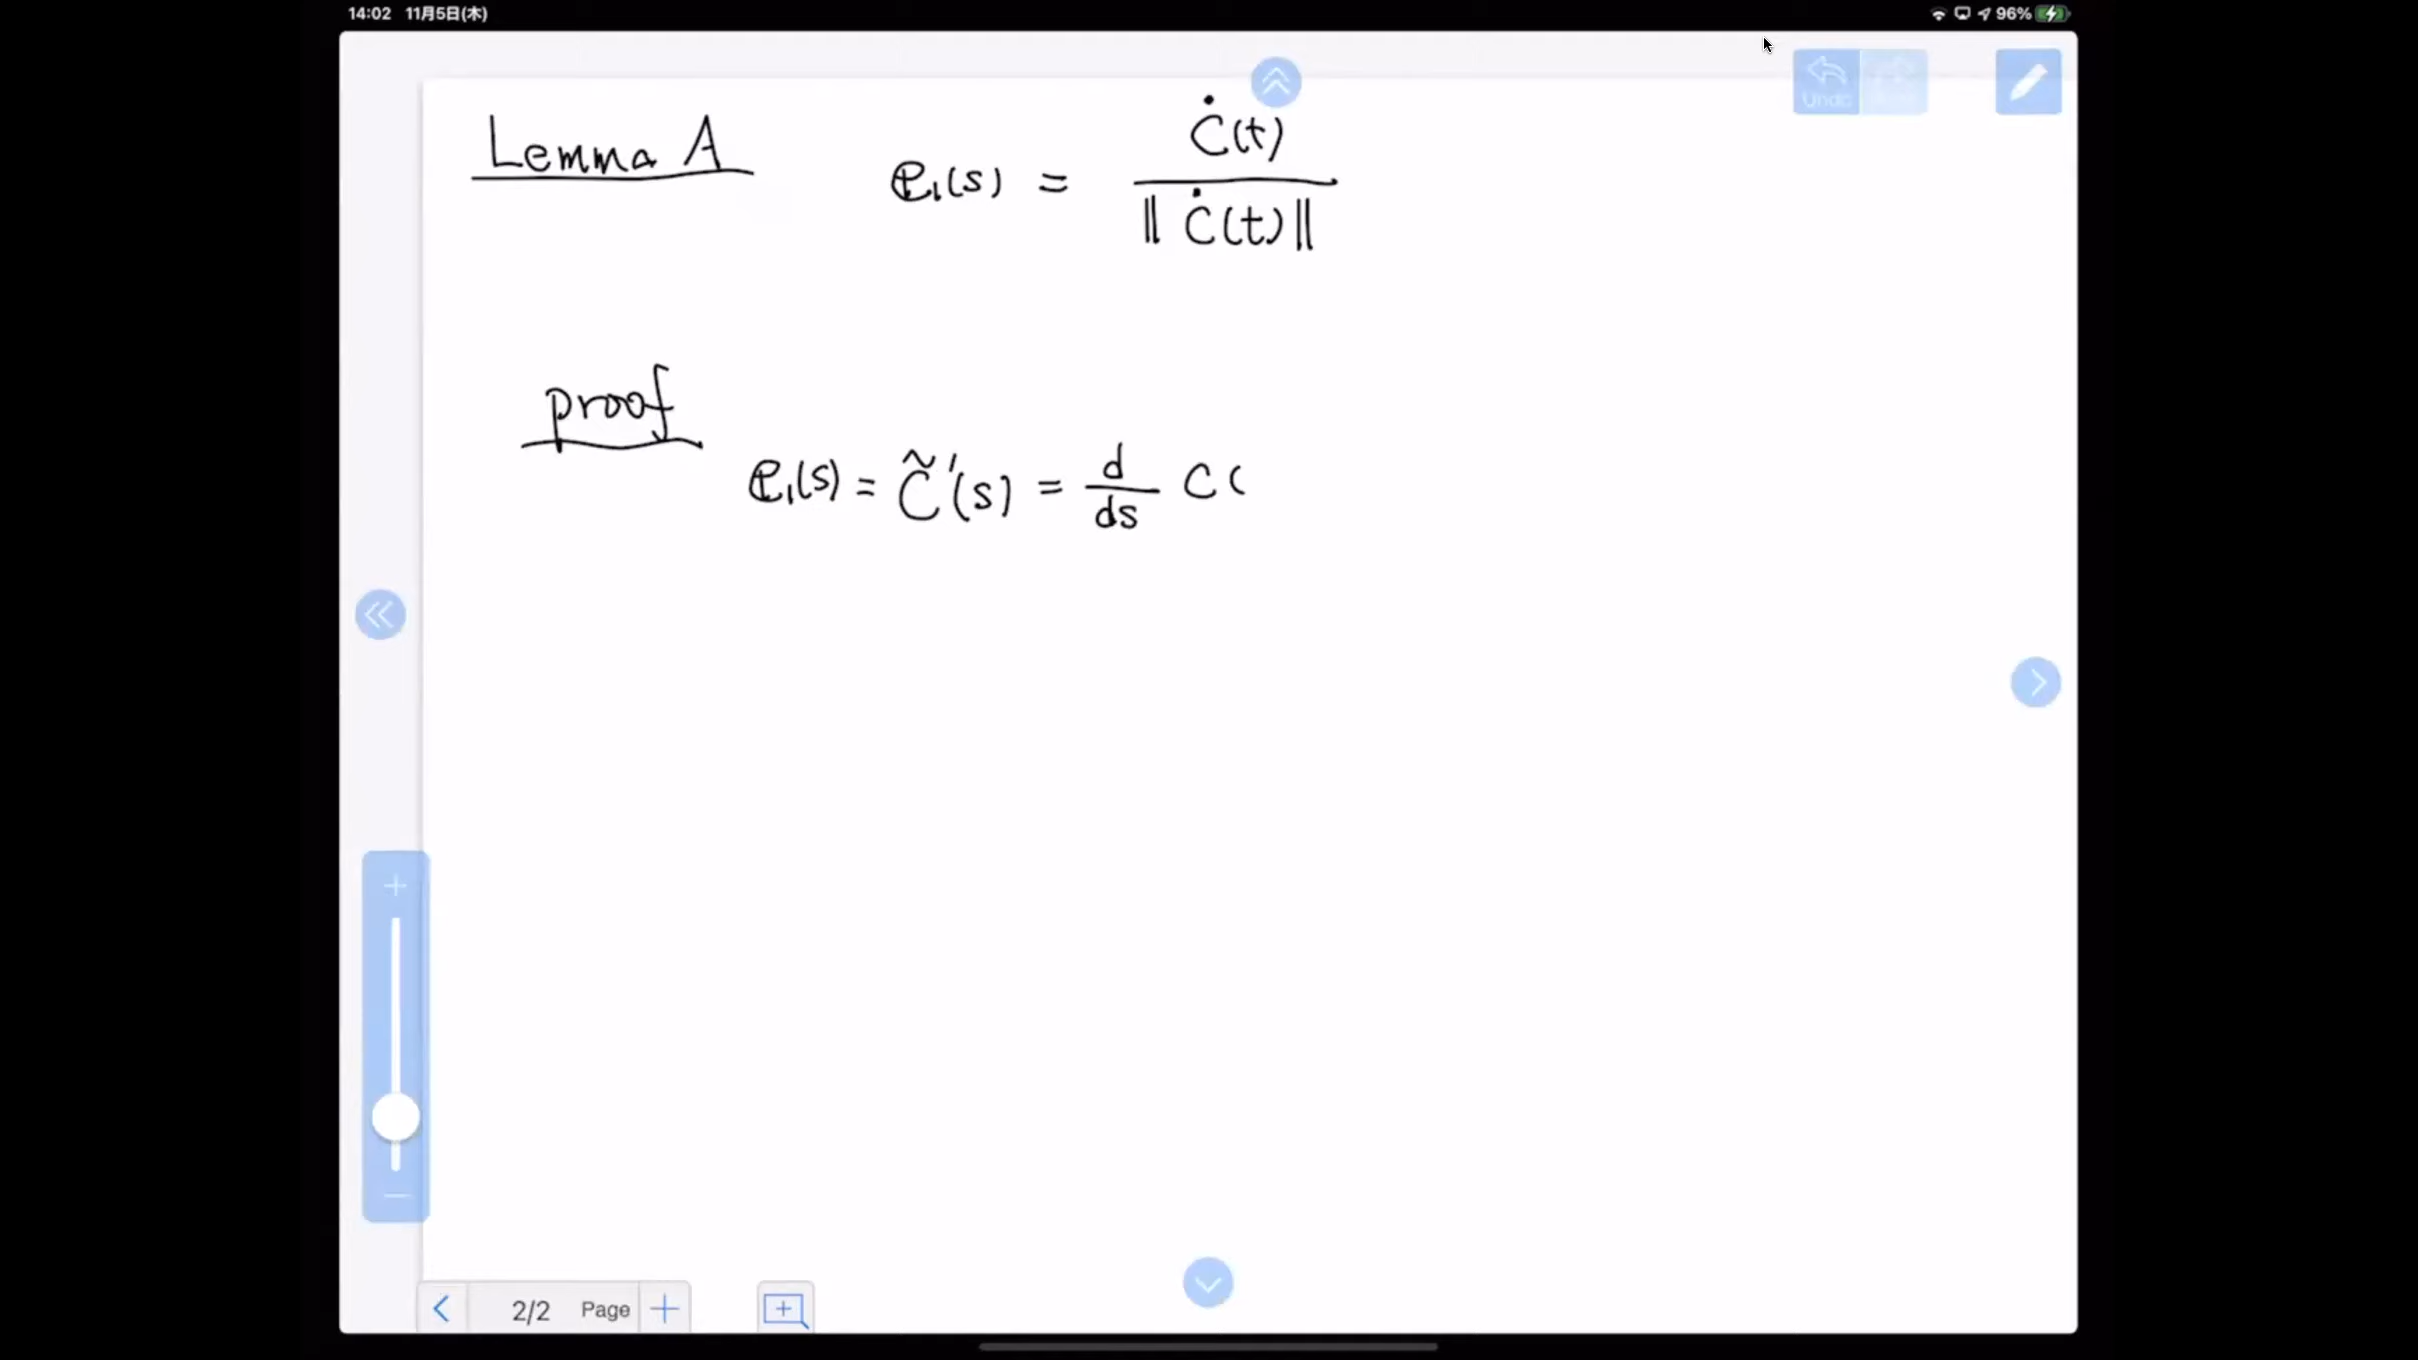 14:02 11月5日(木) 96%
Undo
Lemma A e₁(s) = Ċ(t) / ‖Ċ(t)‖
proof
e₁(s) = C̃′(s) = d/ds C(
2/2 Page